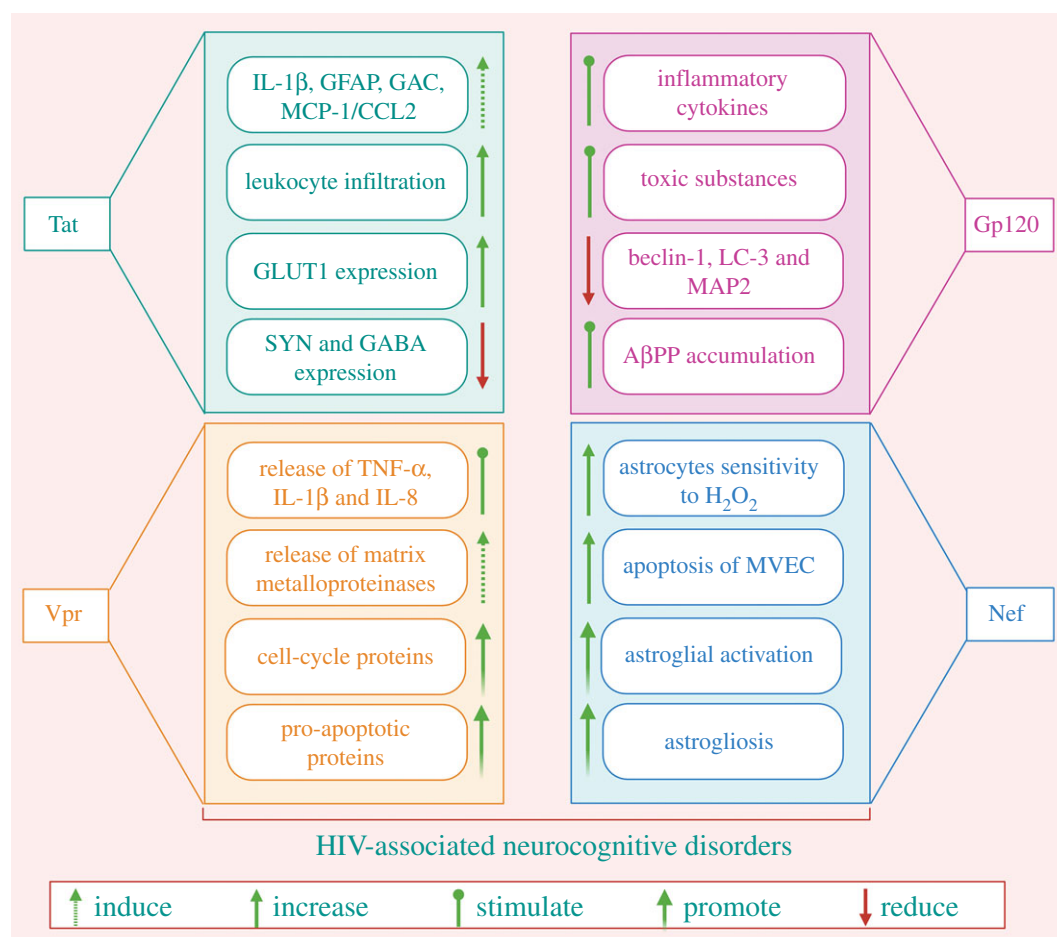 Tat
IL-1β, GFAP, GAC,
MCP-1/CCL2
leukocyte infiltration
GLUT1 expression
SYN and GABA
expression
inflammatory
cytokines
toxic substances
beclin-1, LC-3 and
MAP2
AβPP accumulation
Gp120
Vpr
release of TNF-α,
IL-1β and IL-8
release of matrix
metalloproteinases
cell-cycle proteins
pro-apoptotic
proteins
astrocytes sensitivity
to H₂O₂
apoptosis of MVEC
astroglial activation
astrogliosis
Nef
HIV-associated neurocognitive disorders
induce increase stimulate promote reduce